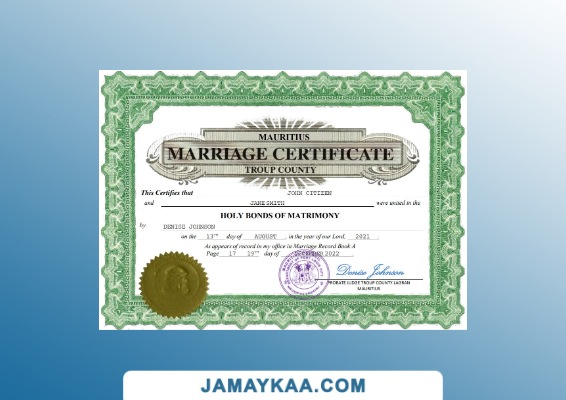 MAURITIUS
MARRIAGE CERTIFICATE
TROUP COUNTY
This Certifies that JOHN CITIZEN
and JANE SMITH were united in the
HOLY BONDS OF MATRIMONY
by DENISE JOHNSON
on the 13TH day of AUGUST, in the year of our Lord, 2021.
As appears of record in my office in Marriage Record Book A
Page 17 19TH day of 2022.
Denise Johnson
PROBATE JUDGE TROUP COUNTY LAGRAN
MAURITIUS
JAMAYKAA.COM